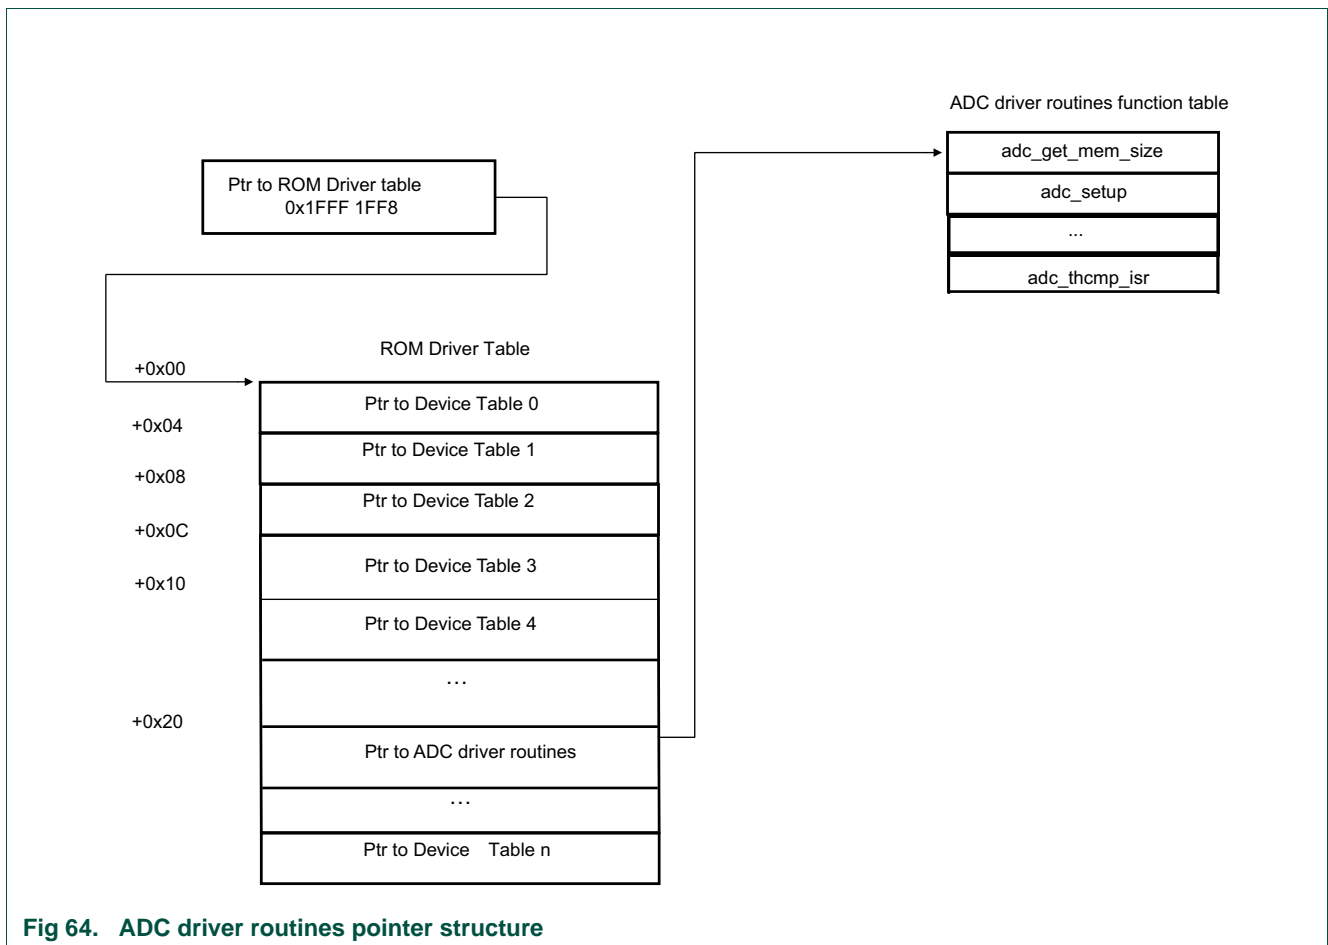 ADC driver routines function table
adc_get_mem_size
adc_setup
...
adc_thcmp_isr
Ptr to ROM Driver table
0x1FFF 1FF8
ROM Driver Table
+0x00
Ptr to Device Table 0
+0x04
Ptr to Device Table 1
+0x08
Ptr to Device Table 2
+0x0C
Ptr to Device Table 3
+0x10
Ptr to Device Table 4
...
+0x20
Ptr to ADC driver routines
...
Ptr to Device Table n
Fig 64. ADC driver routines pointer structure